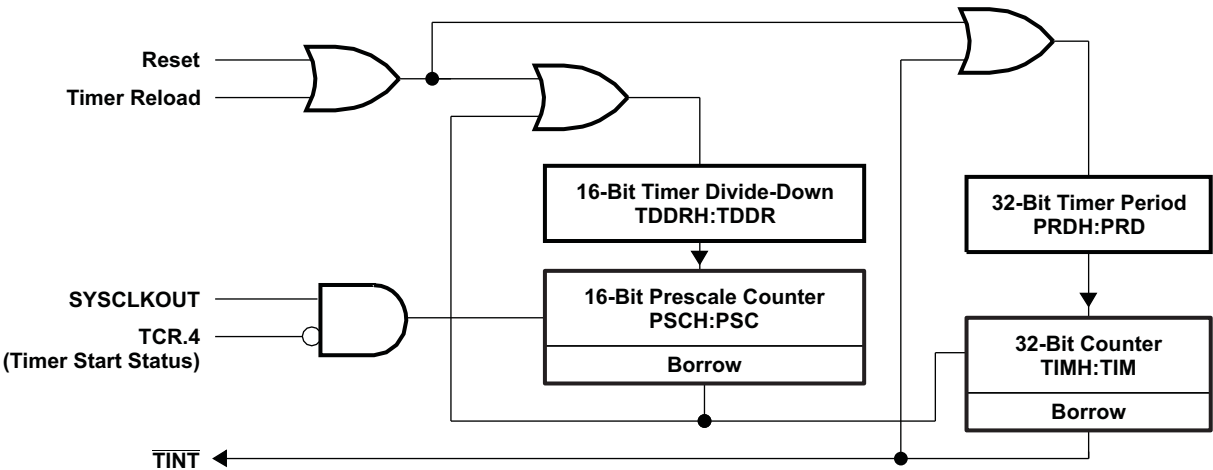 Reset
Timer Reload
16-Bit Timer Divide-Down
TDDRH:TDDR
32-Bit Timer Period
PRDH:PRD
SYSCLKOUT
TCR.4
(Timer Start Status)
16-Bit Prescale Counter
PSCH:PSC
Borrow
32-Bit Counter
TIMH:TIM
Borrow
TINT